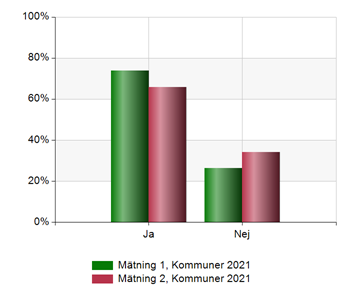 100%
80%
60%
40%
20%
0%
Ja Nej
Mätning 1, Kommuner 2021
Mätning 2, Kommuner 2021